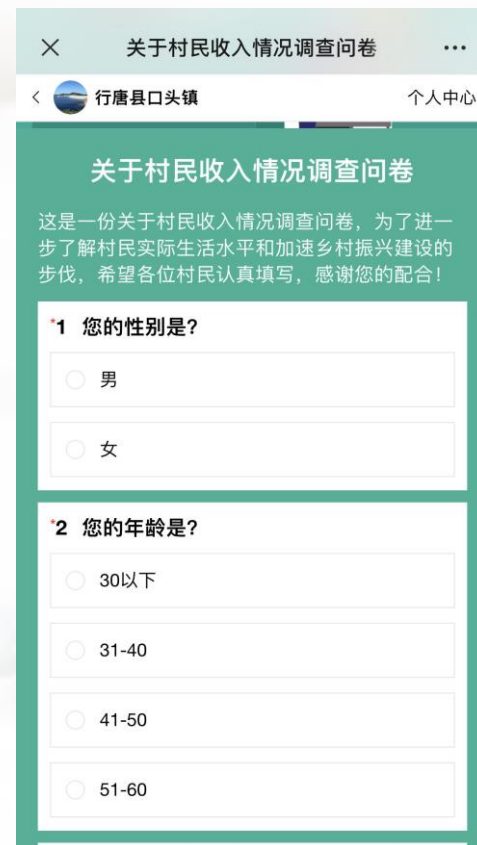 关于村民收入情况调查问卷
行唐县口头镇 个人中心
关于村民收入情况调查问卷
这是一份关于村民收入情况调查问卷，为了进一
步了解村民实际生活水平和加速乡村振兴建设的
步伐，希望各位村民认真填写，感谢您的配合！
*1 您的性别是?
男
女
*2 您的年龄是?
30以下
31-40
41-50
51-60